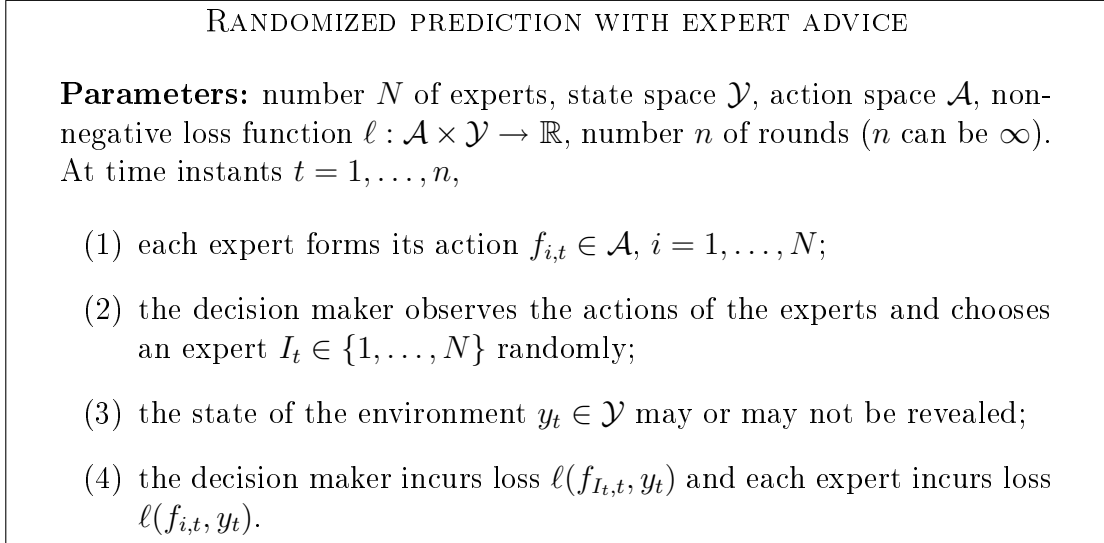 RANDOMIZED PREDICTION WITH EXPERT ADVICE
Parameters: number N of experts, state space 𝒴, action space 𝒜, non-
negative loss function ℓ : 𝒜 × 𝒴 → ℝ, number n of rounds (n can be ∞).
At time instants t = 1, . . . , n,
(1) each expert forms its action f_{i,t} ∈ 𝒜, i = 1, . . . , N;
(2) the decision maker observes the actions of the experts and chooses
an expert I_t ∈ {1, . . . , N} randomly;
(3) the state of the environment y_t ∈ 𝒴 may or may not be revealed;
(4) the decision maker incurs loss ℓ(f_{I_t,t}, y_t) and each expert incurs loss
ℓ(f_{i,t}, y_t).